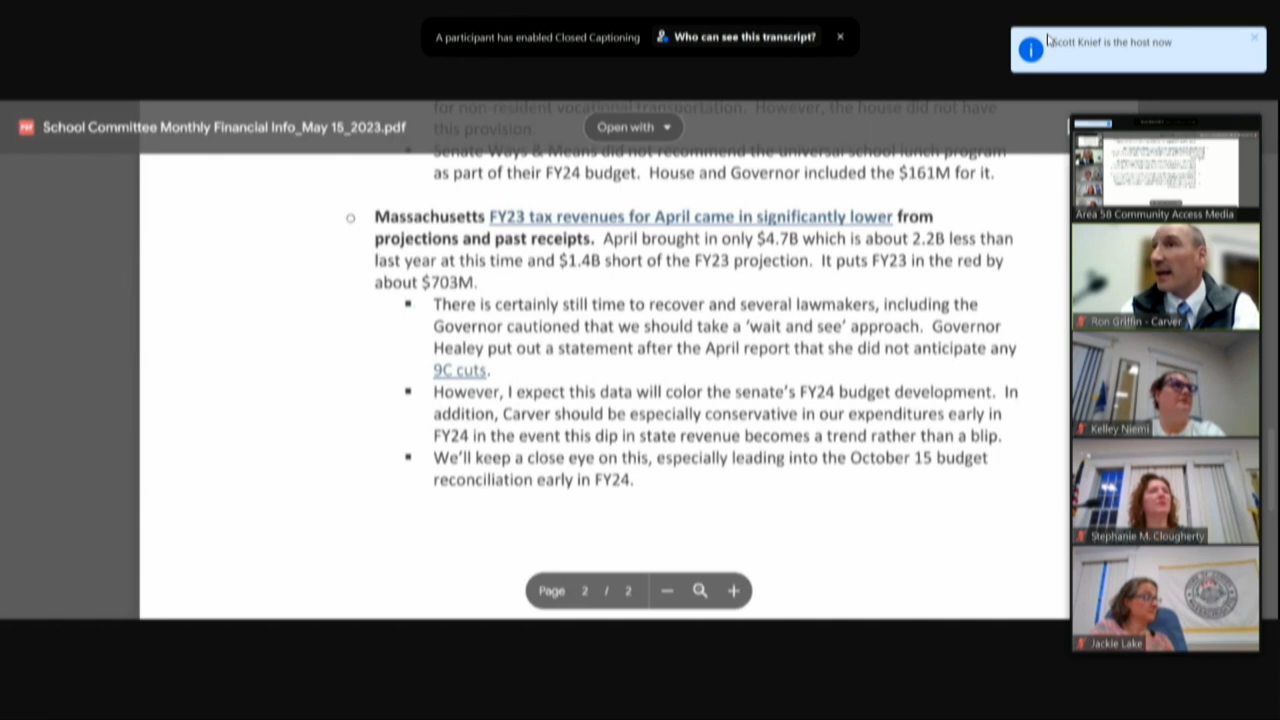 A participant has enabled Closed Captioning Who can see this transcript? ×
Scott Knief is the host now ×
i
for non-resident vocational transportation. However, the house did not have
School Committee Monthly Financial Info_May 15_2023.pdf Open with
this provision.
▪ Senate Ways & Means did not recommend the universal school lunch program
as part of their FY24 budget. House and Governor included the $161M for it.
○ Massachusetts FY23 tax revenues for April came in significantly lower from
projections and past receipts. April brought in only $4.7B which is about 2.2B less than
last year at this time and $1.4B short of the FY23 projection. It puts FY23 in the red by
about $703M.
▪ There is certainly still time to recover and several lawmakers, including the
Governor cautioned that we should take a ‘wait and see’ approach. Governor
Healey put out a statement after the April report that she did not anticipate any
9C cuts.
▪ However, I expect this data will color the senate’s FY24 budget development. In
addition, Carver should be especially conservative in our expenditures early in
FY24 in the event this dip in state revenue becomes a trend rather than a blip.
▪ We’ll keep a close eye on this, especially leading into the October 15 budget
reconciliation early in FY24.
Page 2 / 2 − +
Area 58 Community Access Media
Ron Griffin - Carver
Kelley Niemi
Stephanie M. Clougherty
Jackie Lake